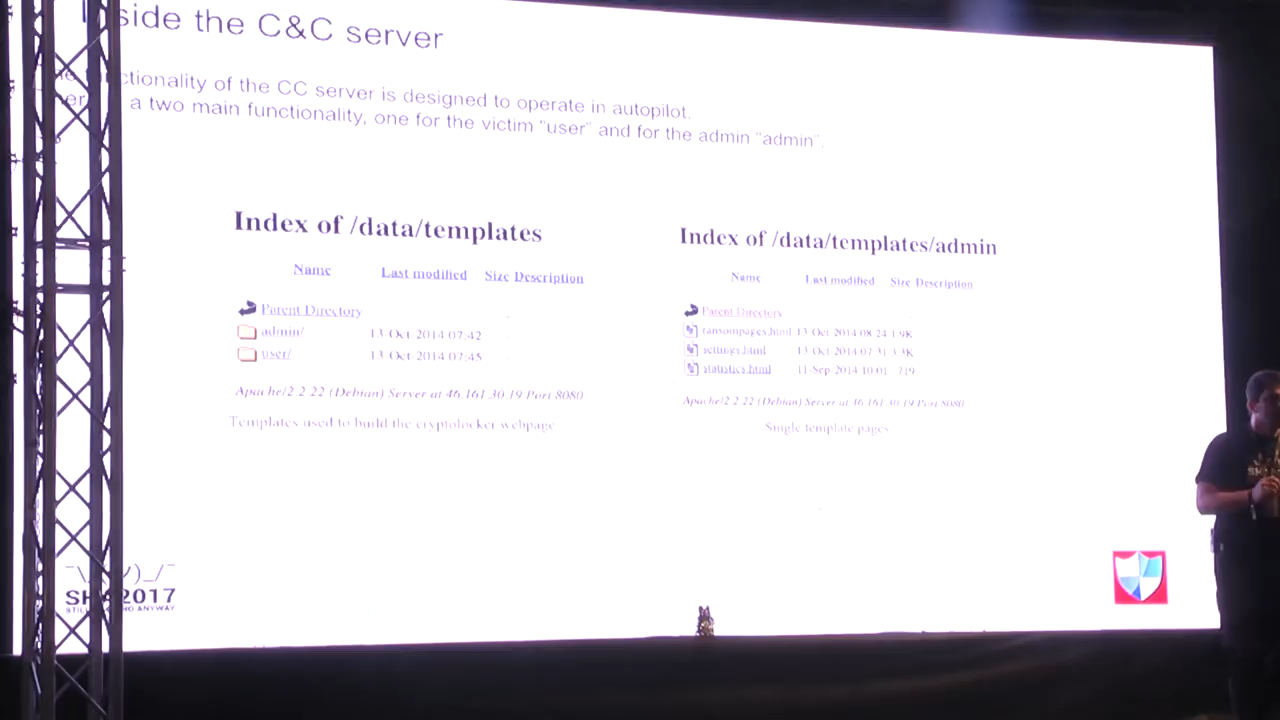 side the C&C server
ctionality of the CC server is designed to operate in autopilot.
a two main functionality, one for the victim "user" and for the admin "admin".
Index of /data/templates
Name Last modified Size Description
Parent Directory
admin/ 13-Oct-2014 07:42
user/ 13-Oct-2014 07:45
Apache/2.2.22 (Debian) Server at 46.161.30.19 Port 8080
Templates used to build the cryptolocker webpage
Index of /data/templates/admin
Name Last modified Size Description
Parent Directory
ransompages.html 13-Oct-2014 08:24 1.9K
settings.html 13-Oct-2014 07:31 3.3K
statistics.html 11-Sep-2014 10:01 719
Apache/2.2.22 (Debian) Server at 46.161.30.19 Port 8080
Single template pages
¯\ )_/¯
SH 2017
STILL ANYWAY